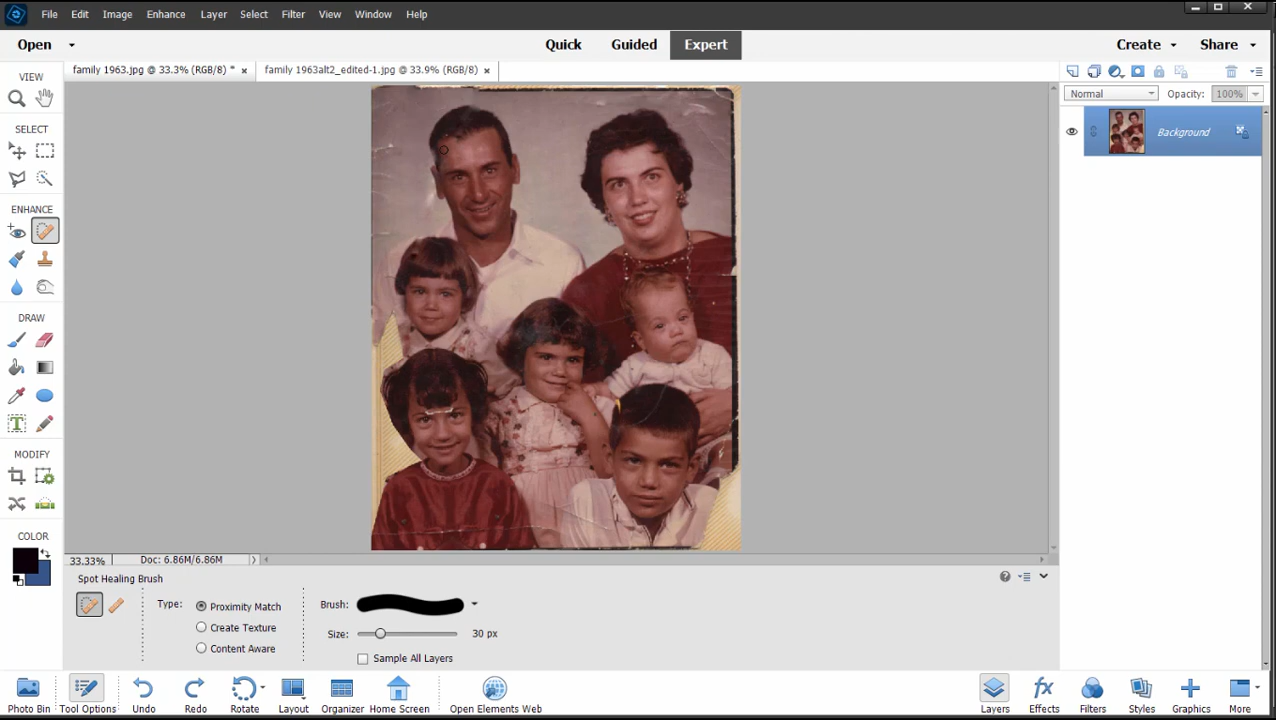 File Edit Image Enhance Layer Select Filter View Window Help
Open Quick Guided Expert Create Share
VIEW family 1963.jpg @ 33.3% (RGB/8) * × family 1963alt2_edited-1.jpg @ 33.9% (RGB/8) ×
Normal Opacity: 100%
SELECT
Background
ENHANCE
DRAW
MODIFY
COLOR
33.33% Doc: 6.86M/6.86M
Spot Healing Brush
Type: Proximity Match Brush:
Create Texture Size: 30 px
Content Aware Sample All Layers
Photo Bin Tool Options Undo Redo Rotate Layout Organizer Home Screen Open Elements Web Layers Effects Filters Styles Graphics More